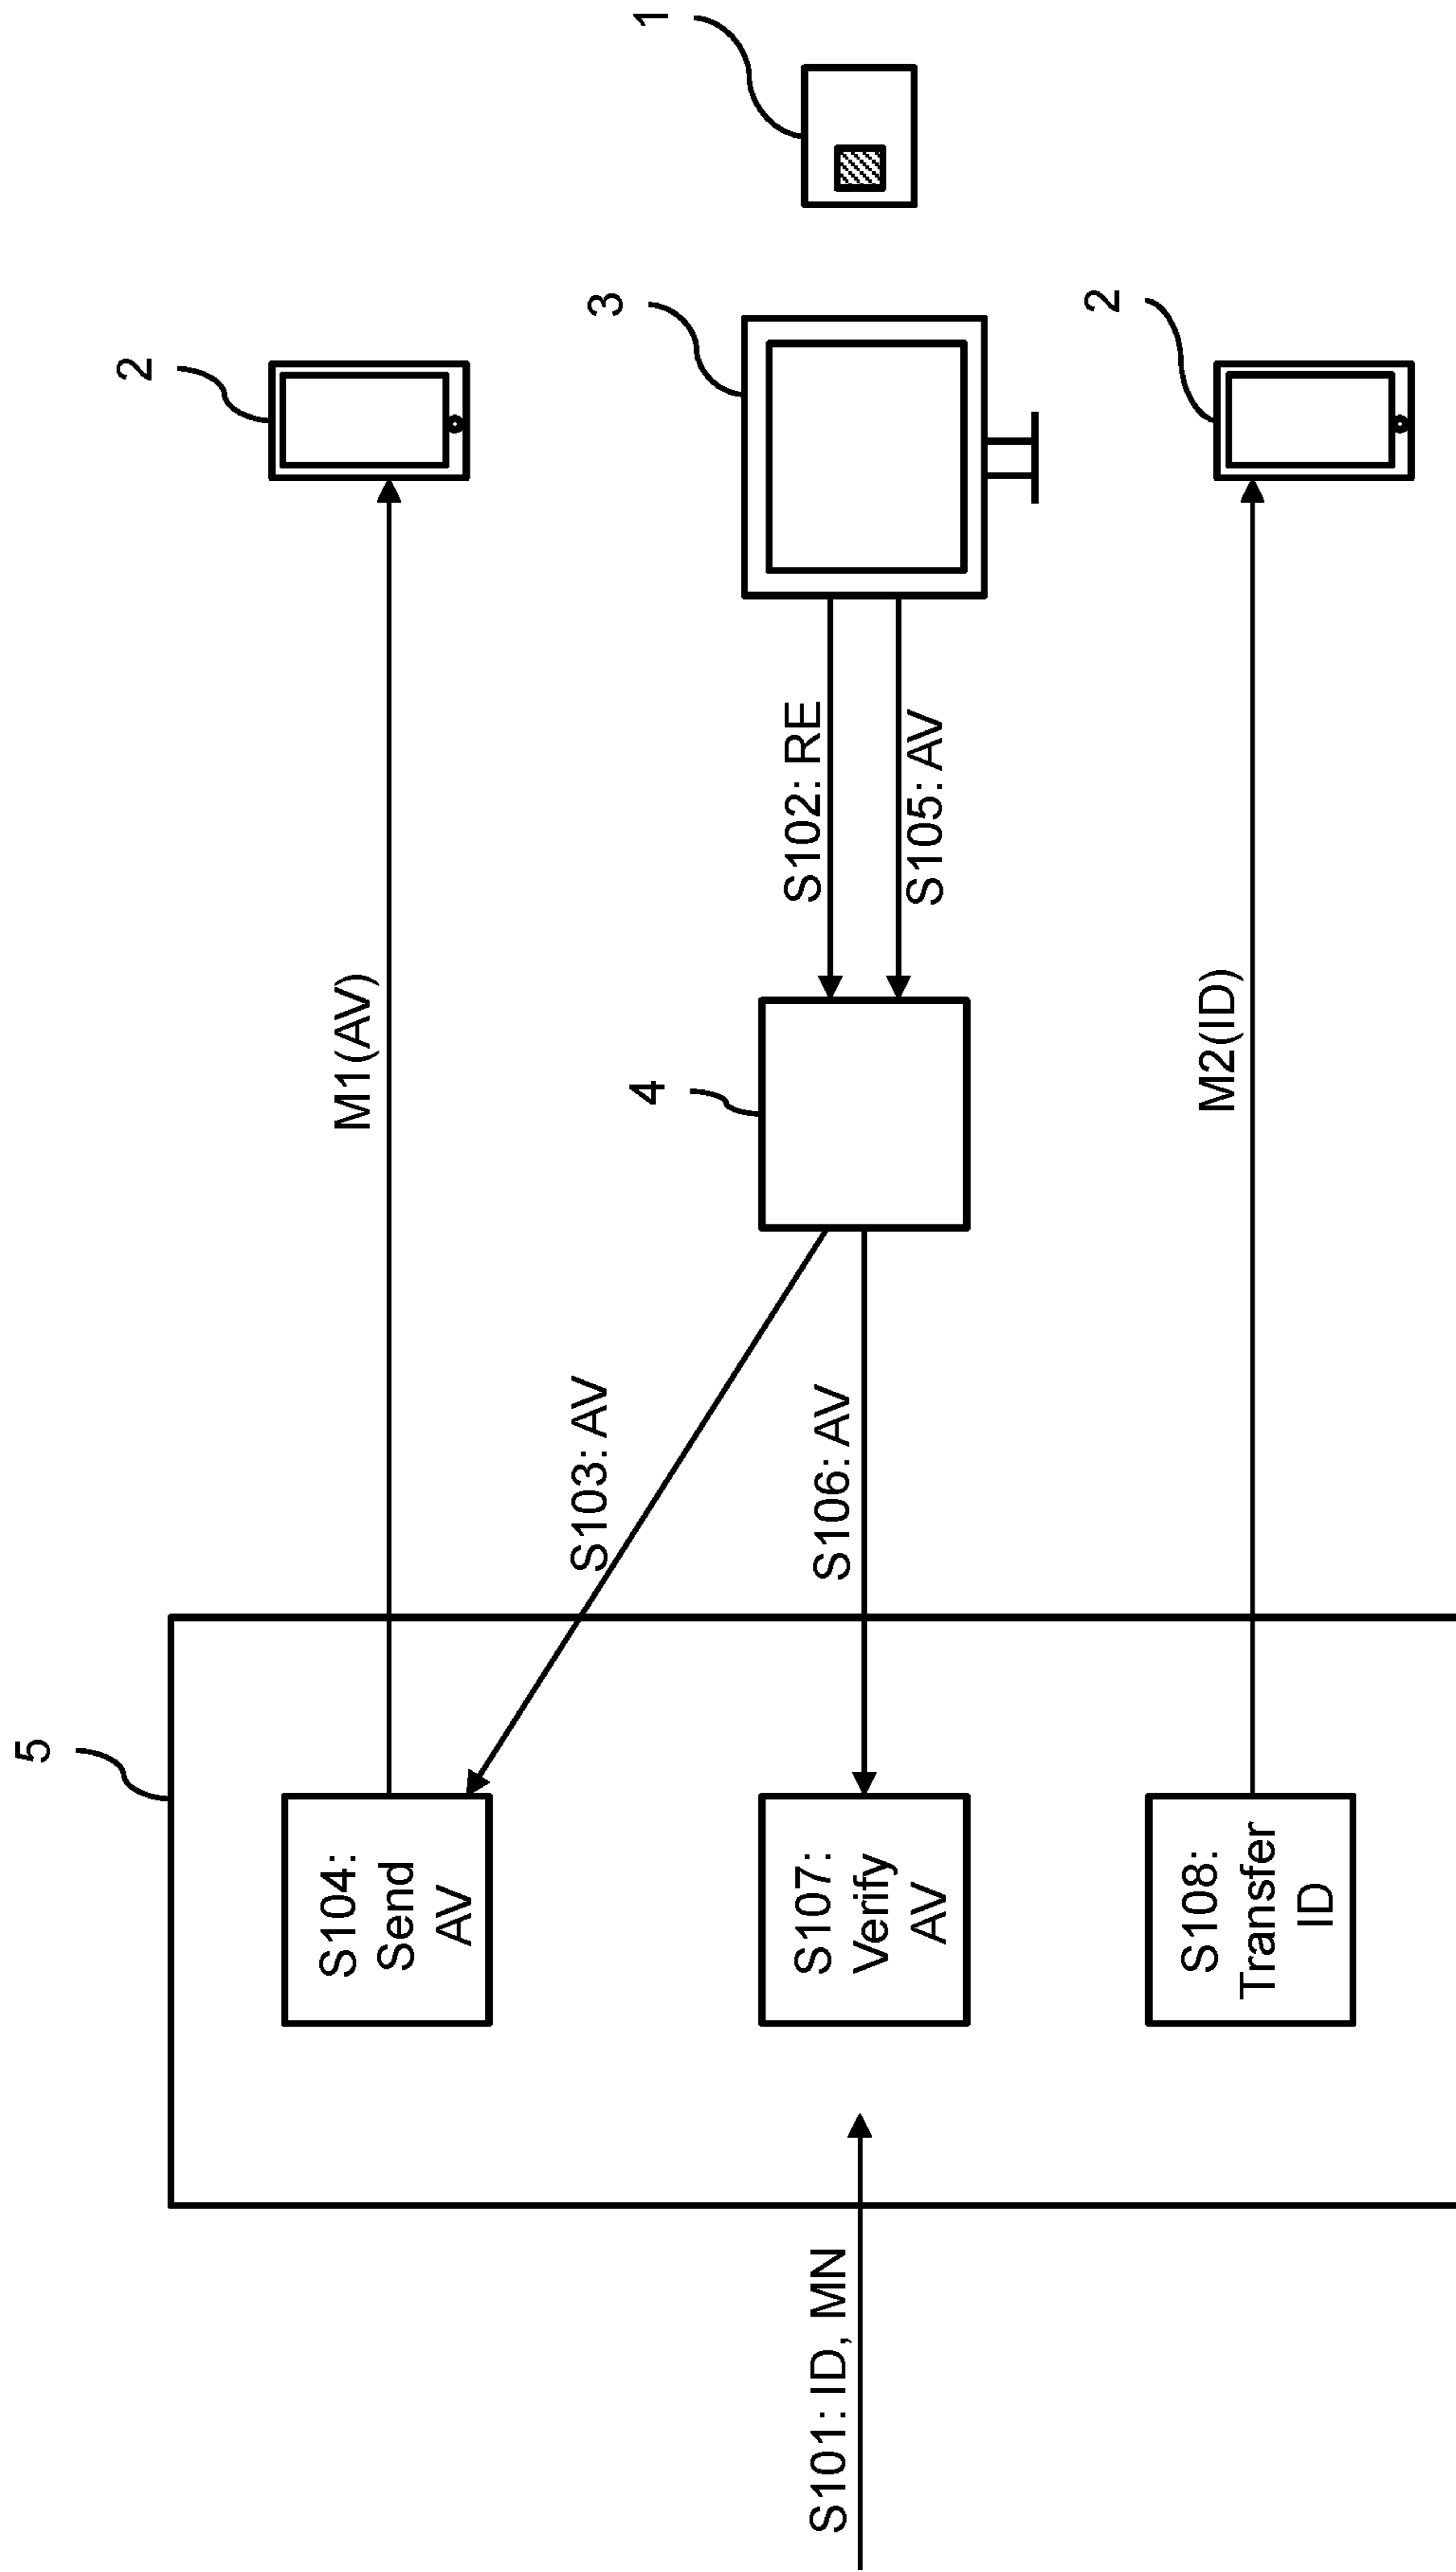 5
2
M1(AV)
S104:
Send
AV
S103: AV
4
3
1
S102: RE
S105: AV
S106: AV
S107:
Verify
AV
S101: ID, MN
2
M2(ID)
S108:
Transfer
ID